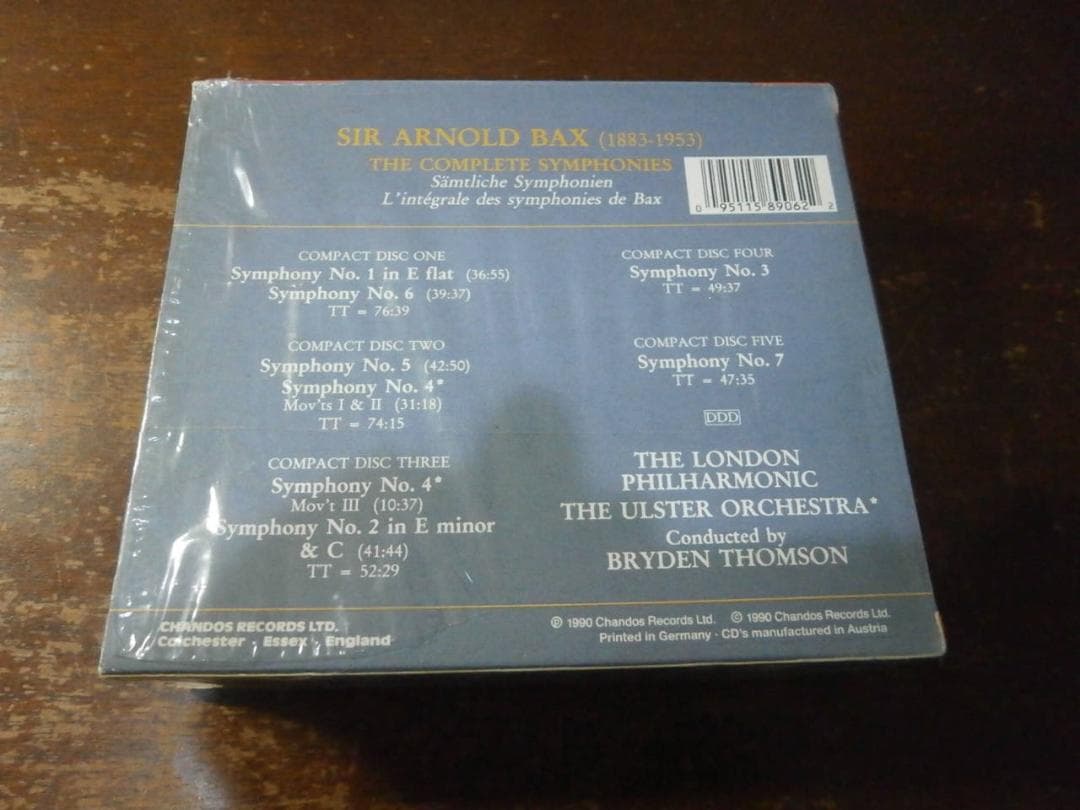 SIR ARNOLD BAX (1883-1953)
THE COMPLETE SYMPHONIES
Sämtliche Symphonien
L'intégrale des symphonies de Bax
0 95115 89062 2
COMPACT DISC ONE
Symphony No. 1 in E flat (36:55)
Symphony No. 6 (39:37)
TT = 76:39
COMPACT DISC TWO
Symphony No. 5 (42:50)
Symphony No. 4*
Mov'ts I & II (31:18)
TT = 74:15
COMPACT DISC THREE
Symphony No. 4*
Mov't III (10:37)
Symphony No. 2 in E minor
& C (41:44)
TT = 52:29
COMPACT DISC FOUR
Symphony No. 3
TT = 49:37
COMPACT DISC FIVE
Symphony No. 7
TT = 47:35
DDD
THE LONDON
PHILHARMONIC
THE ULSTER ORCHESTRA*
Conducted by
BRYDEN THOMSON
CHANDOS RECORDS LTD.
Colchester · Essex · England
℗ 1990 Chandos Records Ltd. © 1990 Chandos Records Ltd.
Printed in Germany · CD's manufactured in Austria